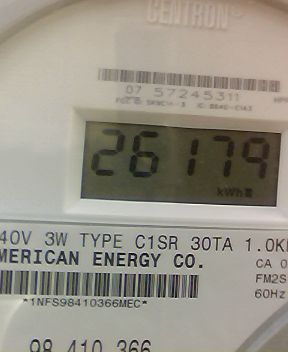 CENTRON®
07 57245311
26179
kWh
40V 3W TYPE C1SR 30TA 1.0K
MERICAN ENERGY CO.
CA 0
FM2S
60Hz
*1NFS98410366MEC*
98 410 366